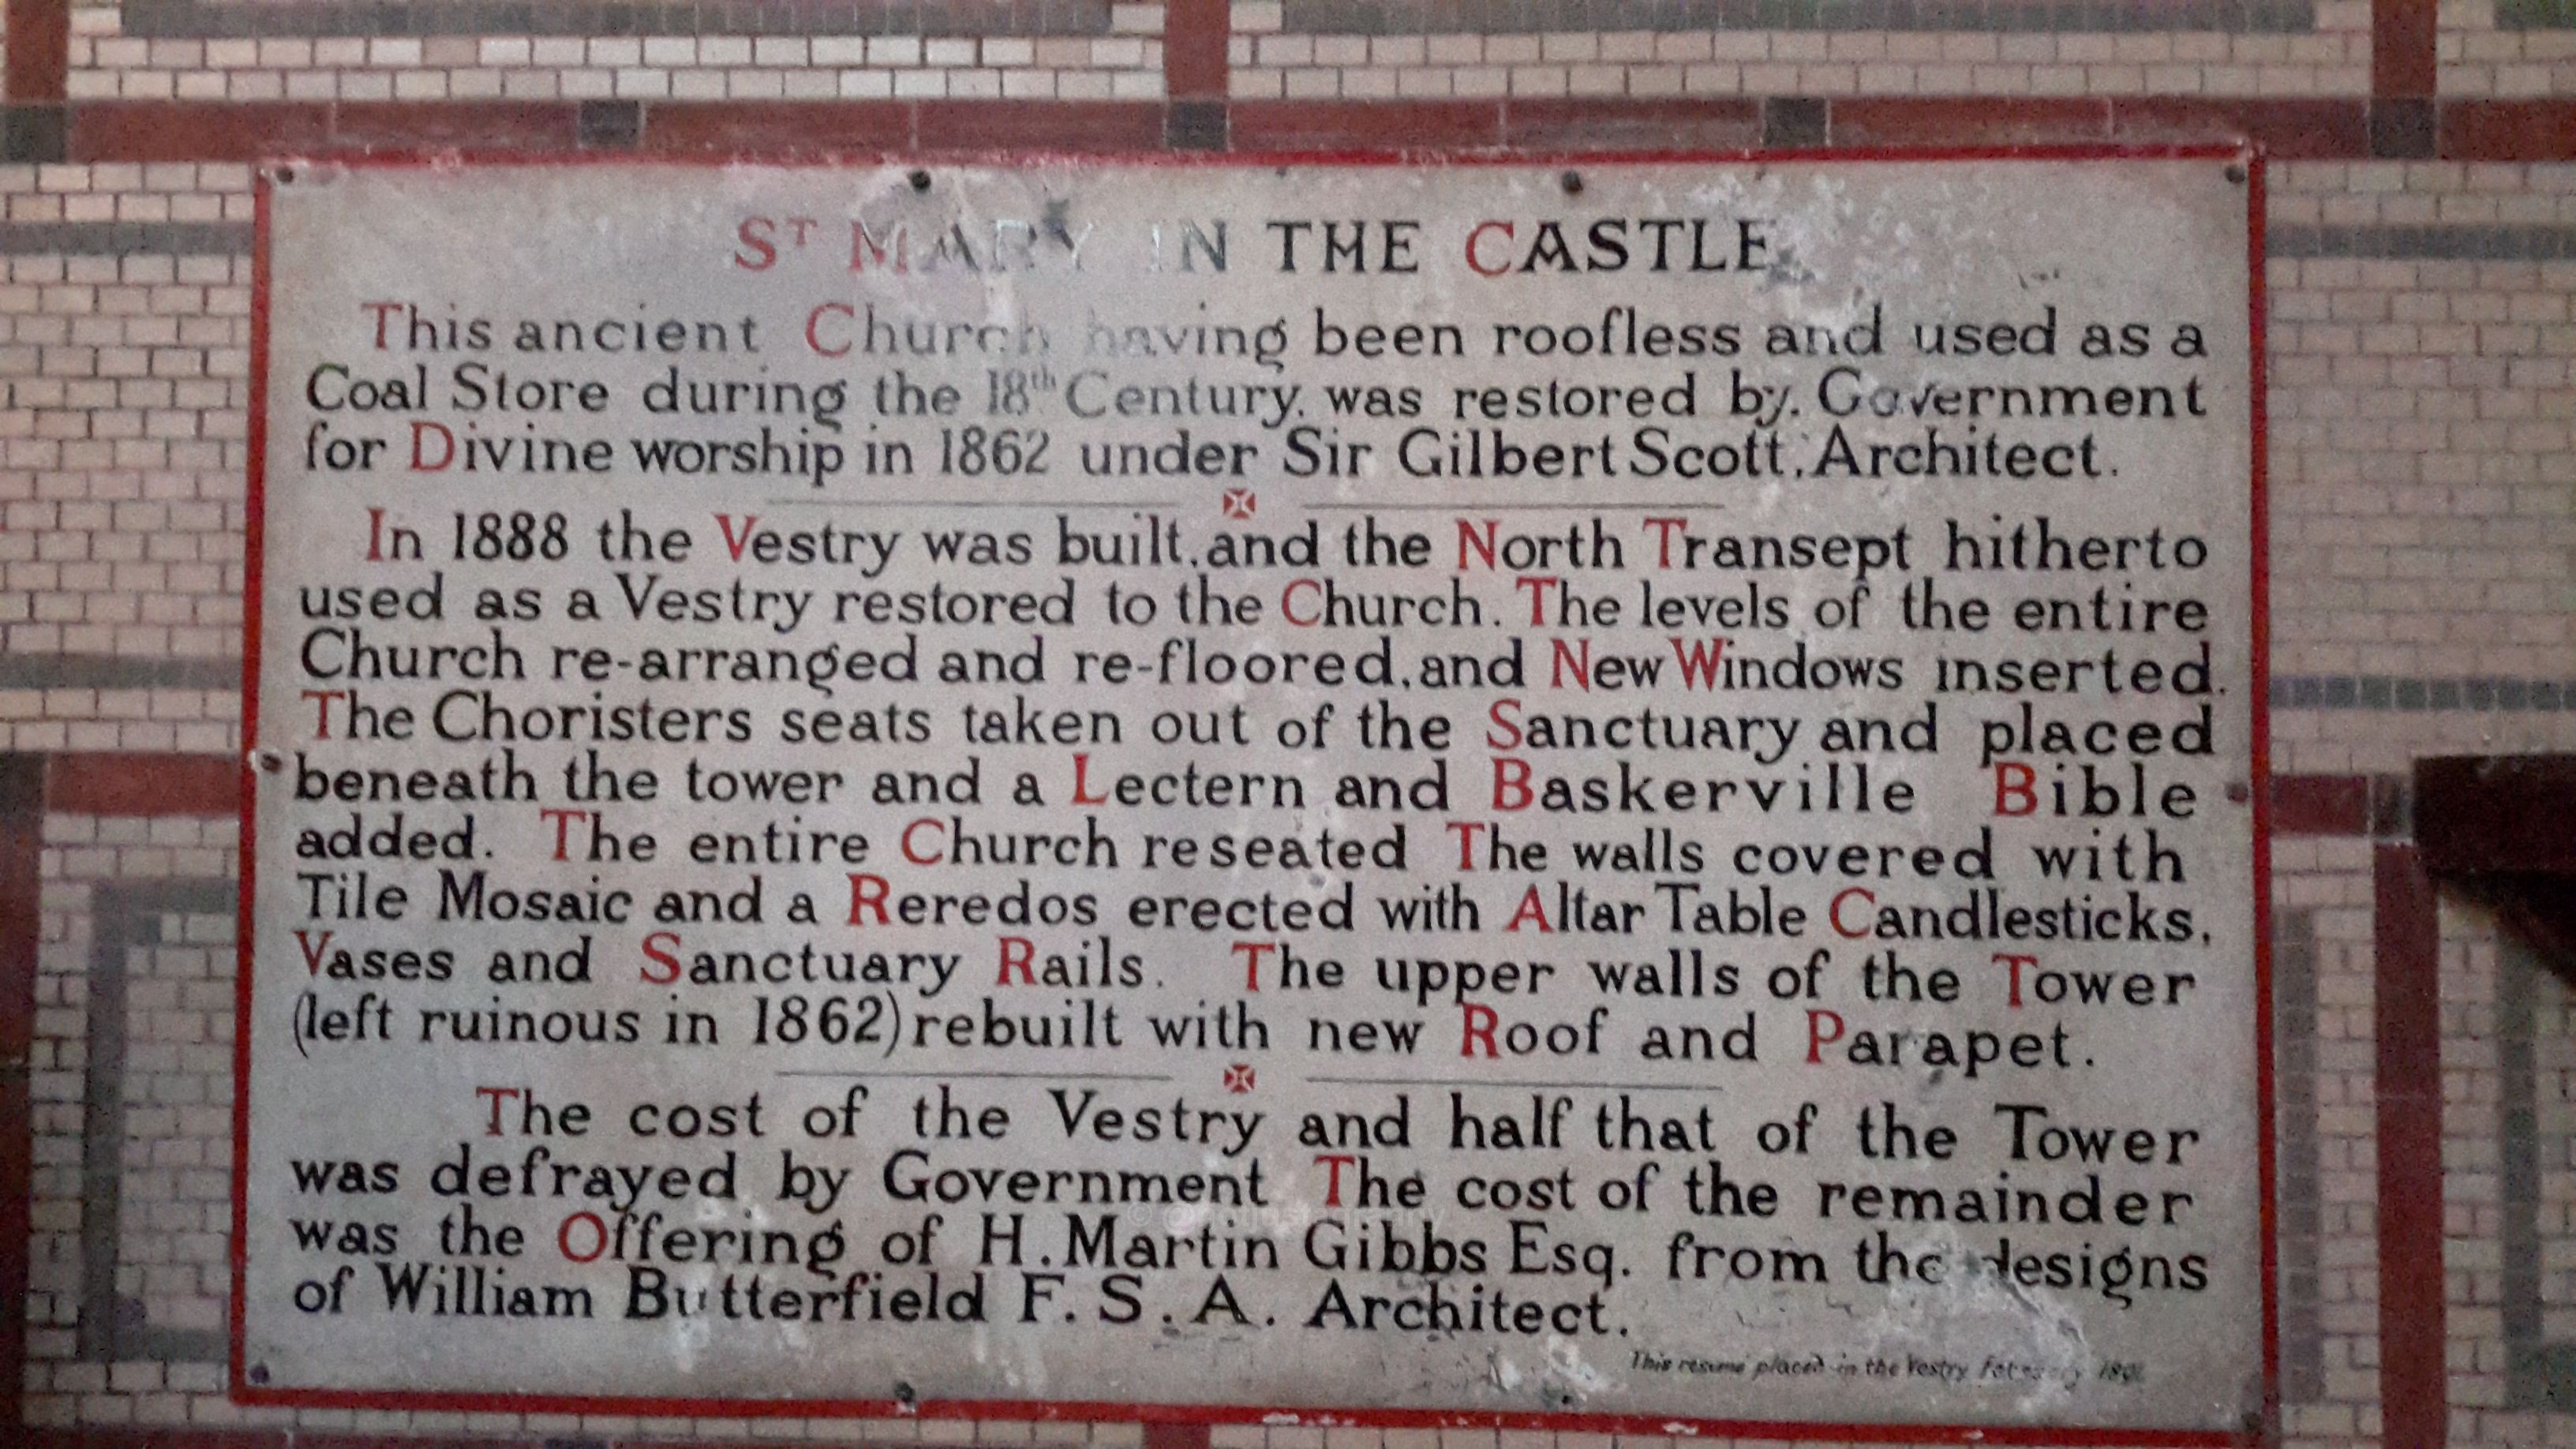 ST MARY IN THE CASTLE
This ancient Church having been roofless and used as a
Coal Store during the 18th Century. was restored by. Government
for Divine worship in 1862 under Sir Gilbert Scott, Architect.
In 1888 the Vestry was built, and the North Transept hitherto
used as a Vestry restored to the Church. The levels of the entire
Church re-arranged and re-floored, and New Windows inserted.
The Choristers seats taken out of the Sanctuary and placed
beneath the tower and a Lectern and Baskerville Bible
added. The entire Church reseated The walls covered with
Tile Mosaic and a Reredos erected with Altar Table Candlesticks,
Vases and Sanctuary Rails. The upper walls of the Tower
(left ruinous in 1862) rebuilt with new Roof and Parapet.
The cost of the Vestry and half that of the Tower
was defrayed by Government The cost of the remainder
was the Offering of H. Martin Gibbs Esq. from the designs
of William Butterfield F. S. A. Architect.
This resumé placed in the Vestry